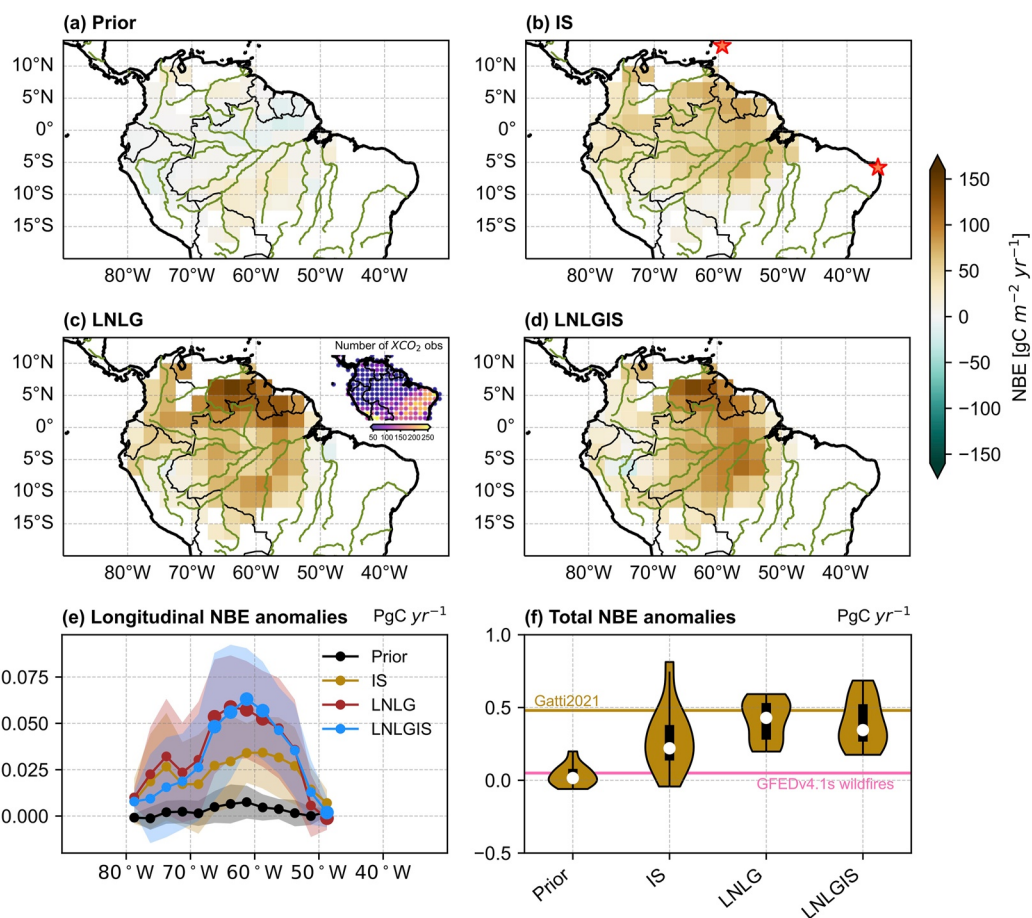 (a) Prior
(b) IS
10°N
5°N
0°
5°S
10°S
15°S
80°W 70°W 60°W 50°W 40°W
10°N
5°N
0°
5°S
10°S
15°S
80°W 70°W 60°W 50°W 40°W
(c) LNLG
(d) LNLGIS
Number of XCO₂ obs
50 100 150 200 250
10°N
5°N
0°
5°S
10°S
15°S
80°W 70°W 60°W 50°W 40°W
10°N
5°N
0°
5°S
10°S
15°S
80°W 70°W 60°W 50°W 40°W
150
100
50
0
−50
−100
−150
NBE [gC m⁻² yr⁻¹]
(e) Longitudinal NBE anomalies PgC yr⁻¹
0.075
0.050
0.025
0.000
Prior
IS
LNLG
LNLGIS
80°W 70°W 60°W 50°W 40°W
(f) Total NBE anomalies PgC yr⁻¹
1.0
0.5
0.0
−0.5
Gatti2021
GFEDv4.1s wildfires
Prior
IS
LNLG
LNLGIS